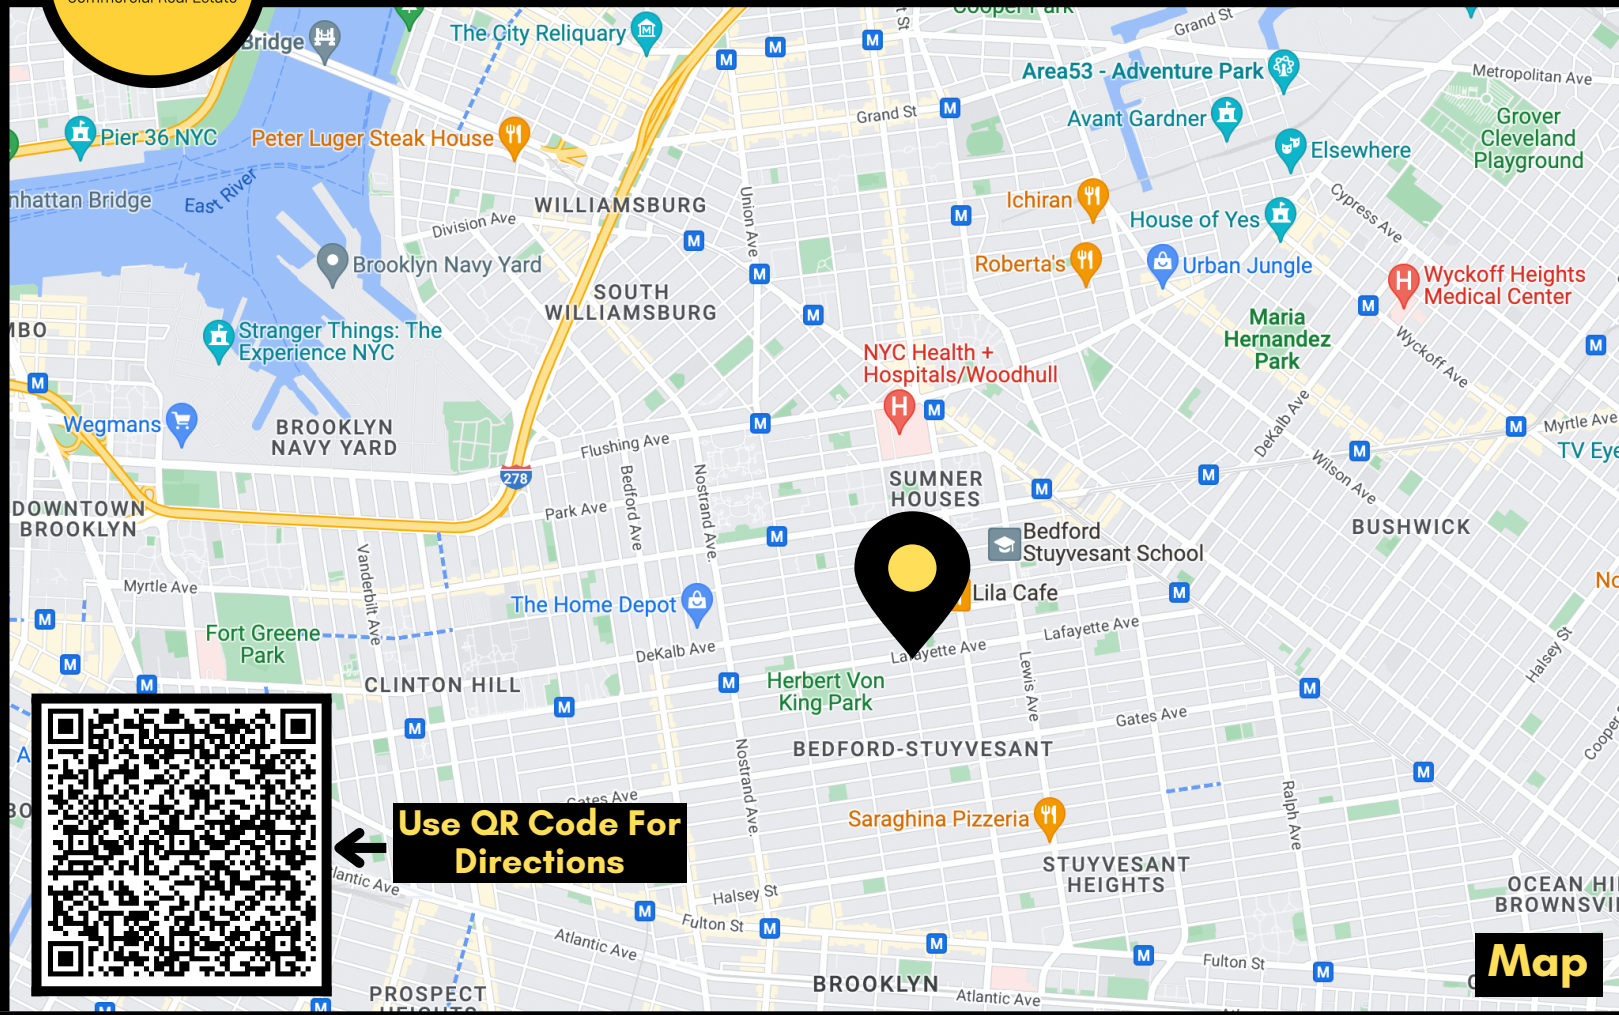 Commercial Real Estate
Bridge
The City Reliquary
Cooper Park
Grand St
Metropolitan Ave
Area53 - Adventure Park
Avant Gardner
Grand St
Grover
Cleveland
Playground
Pier 36 NYC
Peter Luger Steak House
Elsewhere
nhattan Bridge
East River
WILLIAMSBURG
Division Ave
Union Ave
Ichiran
House of Yes
Cypress Ave
Brooklyn Navy Yard
Roberta's
Urban Jungle
Wyckoff Heights
Medical Center
SOUTH
WILLIAMSBURG
MBO
Stranger Things: The
Experience NYC
Maria
Hernandez
Park
Wyckoff Ave
NYC Health +
Hospitals/Woodhull
Wegmans
BROOKLYN
NAVY YARD
Flushing Ave
DeKalb Ave
Myrtle Ave
TV Eye
278
Bedford Ave
Nostrand Ave.
SUMNER
HOUSES
Wilson Ave
DOWNTOWN
BROOKLYN
Park Ave
BUSHWICK
Bedford
Stuyvesant School
Myrtle Ave
Vanderbilt Ave
The Home Depot
Lila Cafe
Fort Greene
Park
DeKalb Ave
Lafayette Ave
Lafayette Ave
Lewis Ave
Halsey St
CLINTON HILL
Herbert Von
King Park
Gates Ave
BEDFORD-STUYVESANT
Nostrand Ave.
Gates Ave
Ralph Ave
Cooper
Saraghina Pizzeria
Use QR Code For
Directions
STUYVESANT
HEIGHTS
lantic Ave
Halsey St
OCEAN HI
BROWNSVI
Fulton St
Atlantic Ave
Fulton St
Map
BROOKLYN
Atlantic Ave
PROSPECT
HEIGHTS